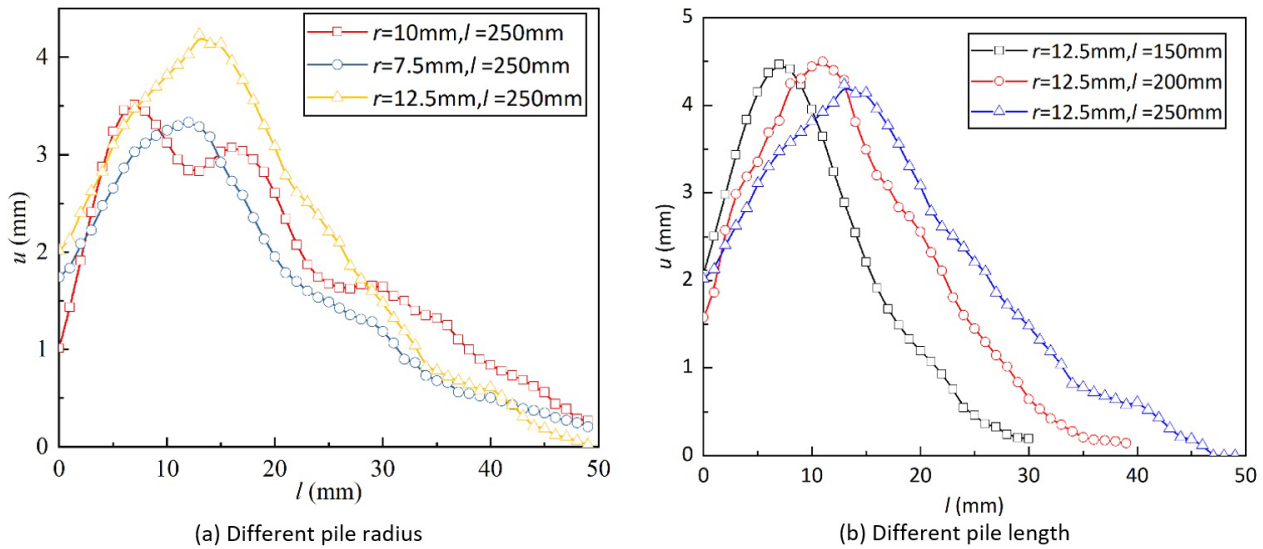 r=10mm,l=250mm
r=7.5mm,l =250mm
r=12.5mm,l =250mm
u (mm)
4
3
2
1
0
0 10 20 30 40 50
l (mm)
(a) Different pile radius
r=12.5mm,l =150mm
r=12.5mm,l =200mm
r=12.5mm,l =250mm
u (mm)
5
4
3
2
1
0
0 10 20 30 40 50
l (mm)
(b) Different pile length